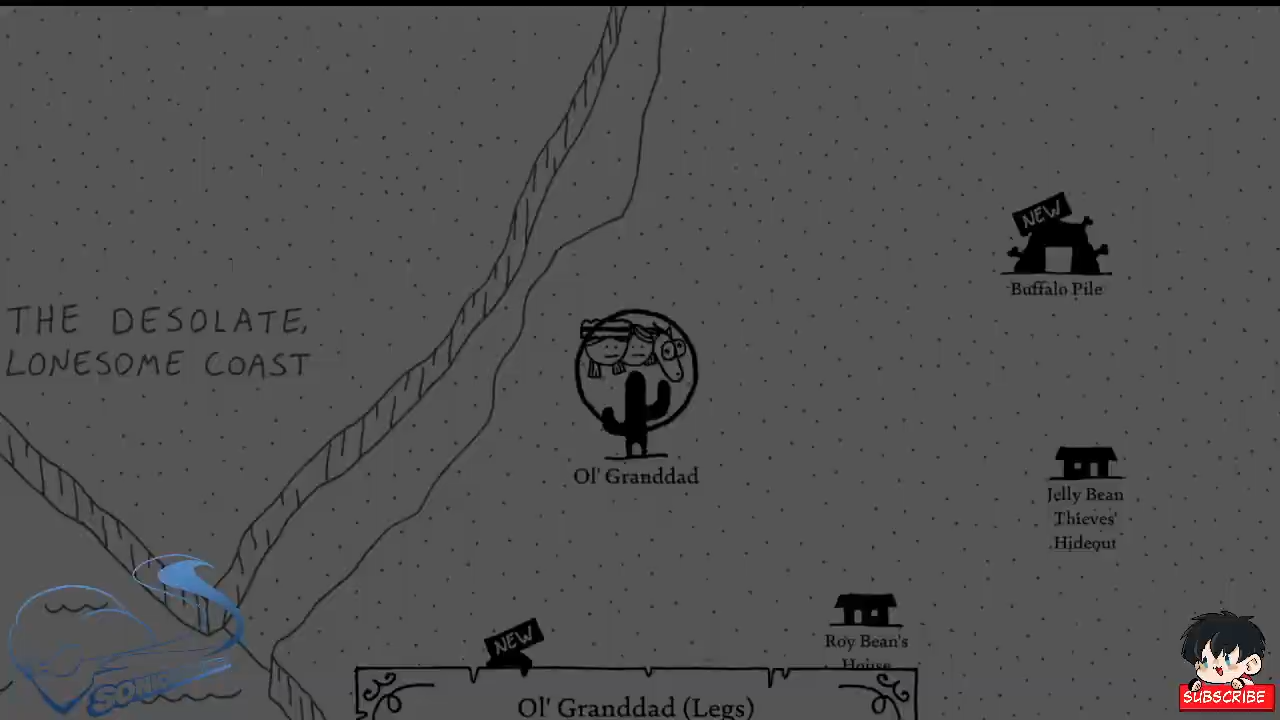 NEW
Buffalo Pile
THE DESOLATE,
LONESOME COAST
Ol' Granddad
Jelly Bean
Thieves'
Hideout
Roy Bean's
House
NEW
Ol' Granddad (Legs)
SUBSCRIBE